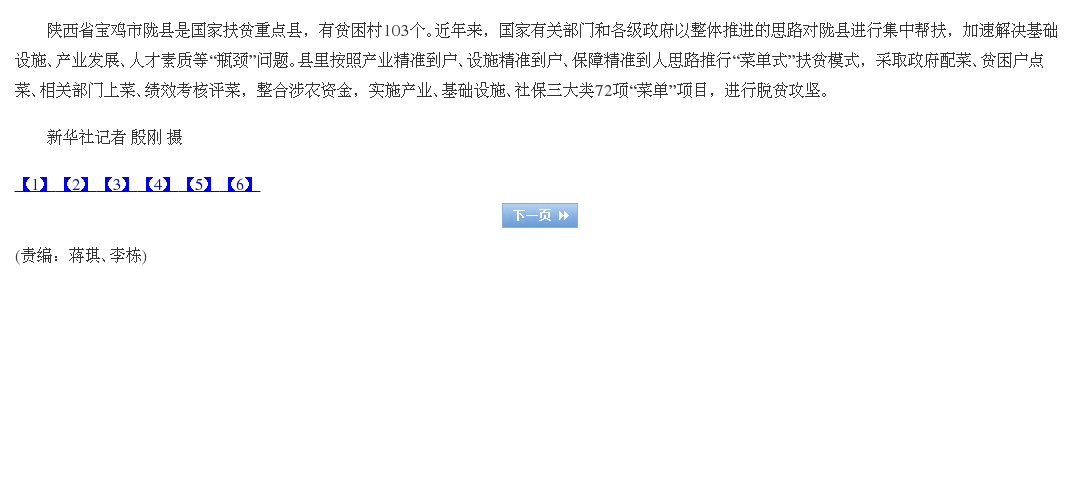 陕西省宝鸡市陇县是国家扶贫重点县，有贫困村103个。近年来，国家有关部门和各级政府以整体推进的思路对陇县进行集中帮扶，加速解决基础
设施、产业发展、人才素质等“瓶颈”问题。县里按照产业精准到户、设施精准到户、保障精准到人思路推行“菜单式”扶贫模式，采取政府配菜、贫困户点
菜、相关部门上菜、绩效考核评菜，整合涉农资金，实施产业、基础设施、社保三大类72项“菜单”项目，进行脱贫攻坚。
新华社记者 殷刚 摄
【1】 【2】 【3】 【4】 【5】 【6】
下一页
(责编：蒋琪、李栋)